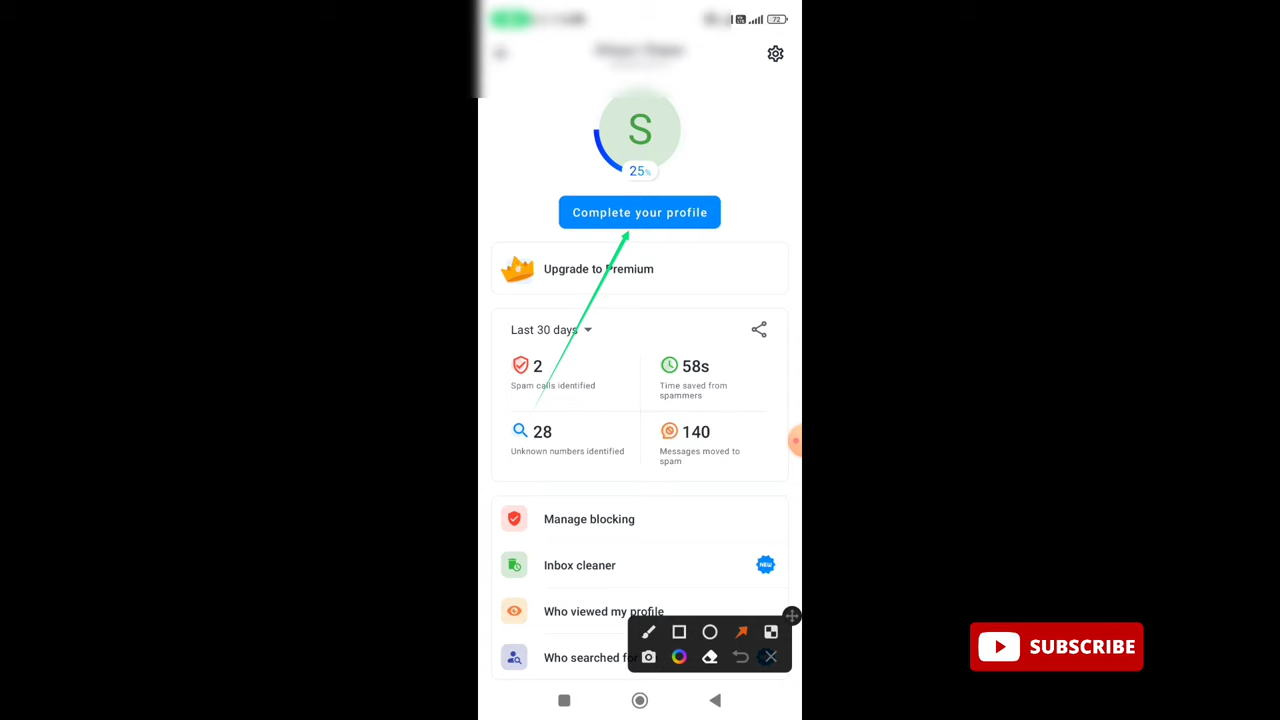 72
S
25%
Complete your profile
Upgrade to Premium
Last 30 days
2
Spam calls identified
58s
Time saved from
spammers
28
Unknown numbers identified
140
Messages moved to
spam
Manage blocking
Inbox cleaner
NEW
Who viewed my profile
Who searched for
SUBSCRIBE